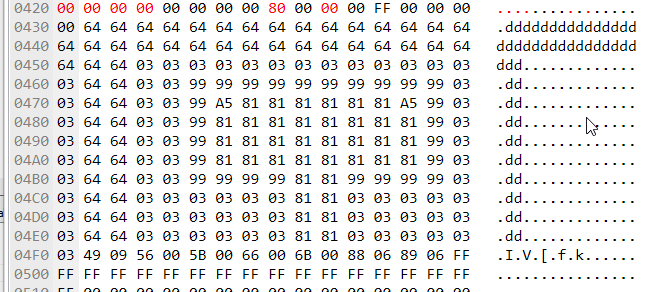 0420 00 00 00 00 00 00 00 00 80 00 00 00 FF 00 00 00 ................
0430 00 64 64 64 64 64 64 64 64 64 64 64 64 64 64 64 .ddddddddddddddd
0440 64 64 64 64 64 64 64 64 64 64 64 64 64 64 64 64 dddddddddddddddd
0450 64 64 64 03 03 03 03 03 03 03 03 03 03 03 03 03 ddd.............
0460 03 64 64 03 03 99 99 99 99 99 99 99 99 99 99 03 .dd.............
0470 03 64 64 03 03 99 A5 81 81 81 81 81 81 A5 99 03 .dd.............
0480 03 64 64 03 03 99 81 81 81 81 81 81 81 81 99 03 .dd.............
0490 03 64 64 03 03 99 81 81 81 81 81 81 81 81 99 03 .dd.............
04A0 03 64 64 03 03 99 81 81 81 81 81 81 81 81 99 03 .dd.............
04B0 03 64 64 03 03 99 99 99 99 81 81 99 99 99 99 03 .dd.............
04C0 03 64 64 03 03 03 03 03 03 81 81 03 03 03 03 03 .dd.............
04D0 03 64 64 03 03 03 03 03 03 81 81 03 03 03 03 03 .dd.............
04E0 03 64 64 03 03 03 03 03 03 81 81 03 03 03 03 03 .dd.............
04F0 03 49 09 56 00 5B 00 66 00 6B 00 88 06 89 06 FF .I.V.[.f.k......
0500 FF FF FF FF FF FF FF FF FF FF FF FF FF FF FF FF ................